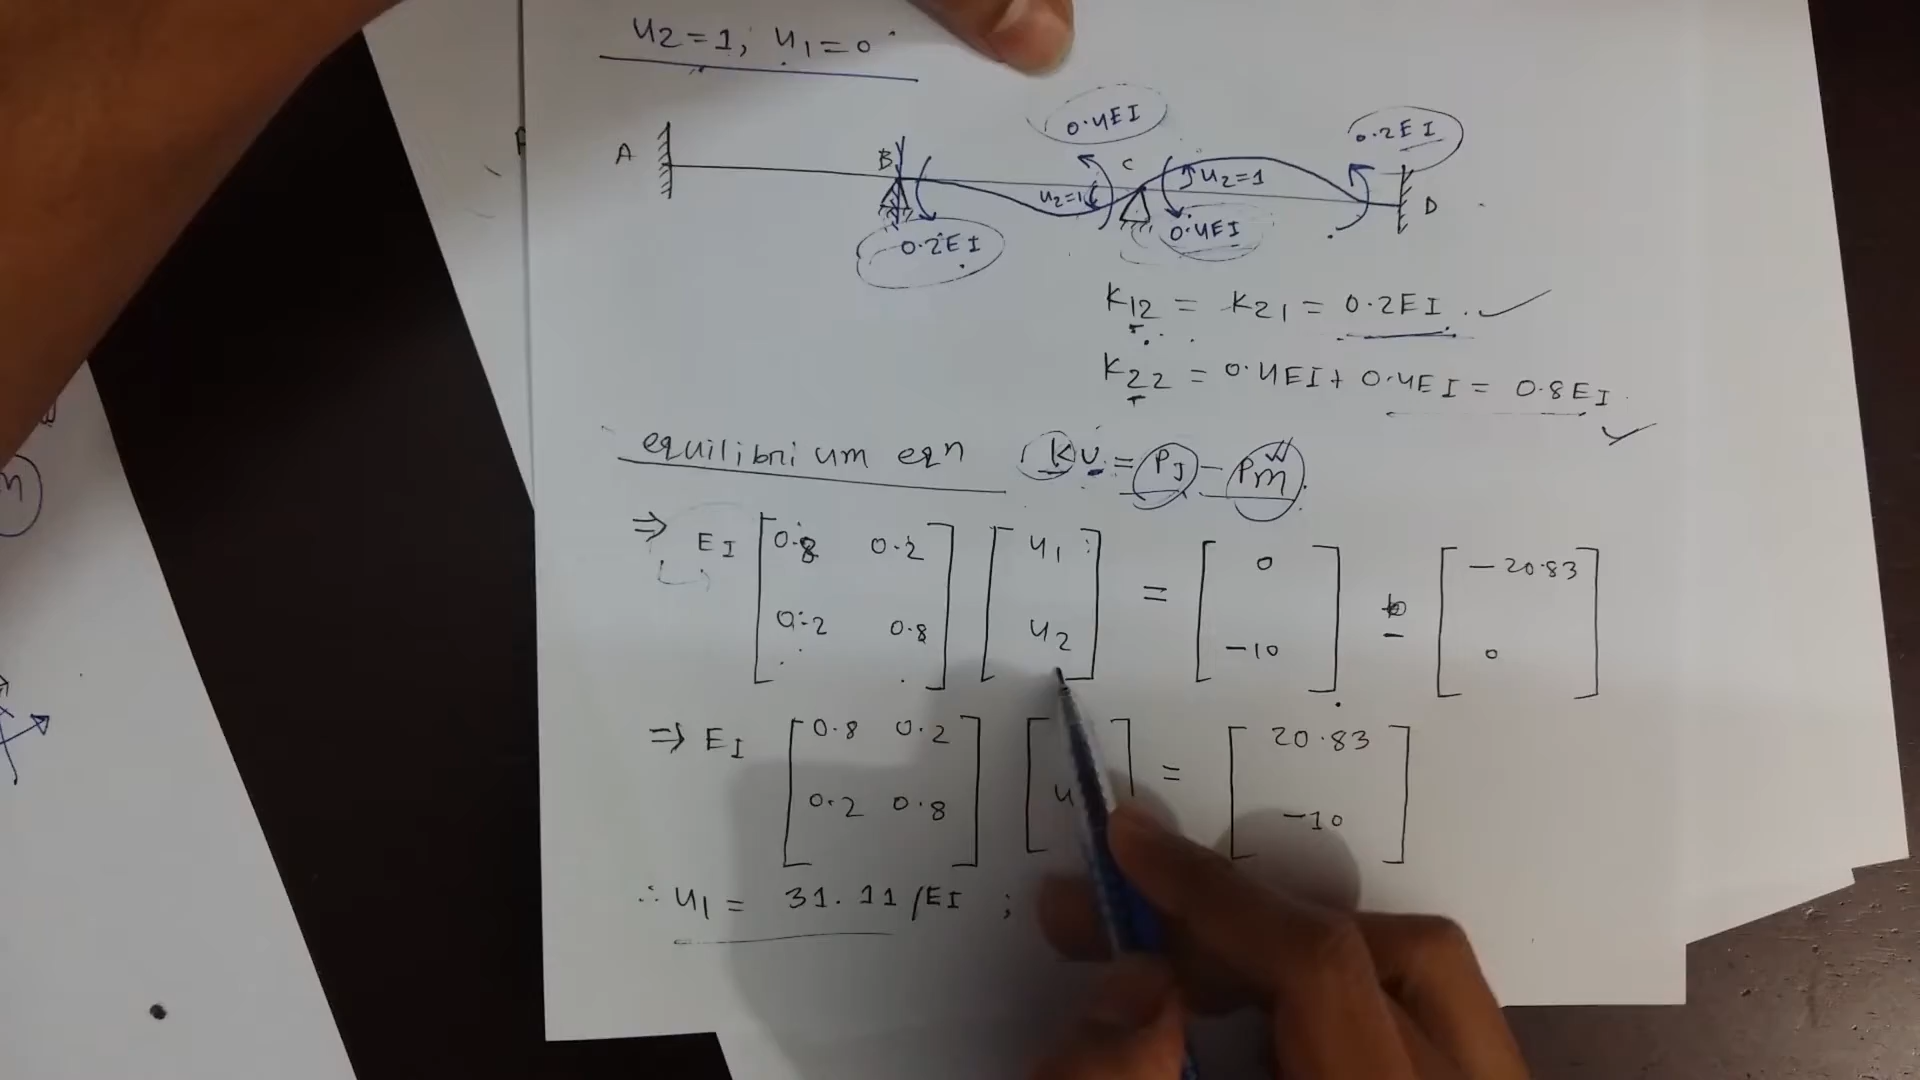 u2=1, u1=0
0.4EI
0.2EI
A
B
C
u2=1
u2=1
D
0.2EI
0.4EI
K12 = K21 = 0.2EI.
K22 = 0.4EI + 0.4EI = 0.8EI.
equilibrium eqn KU = PJ - Pm
⇒ EI [0.8 0.2] [u1] = [0] - [-20.83]
[0.2 0.8] [u2] [-10] [0]
⇒ EI [0.8 0.2] = [20.83]
[0.2 0.8] [u [-10]
∴ u1 = 31.11/EI ;